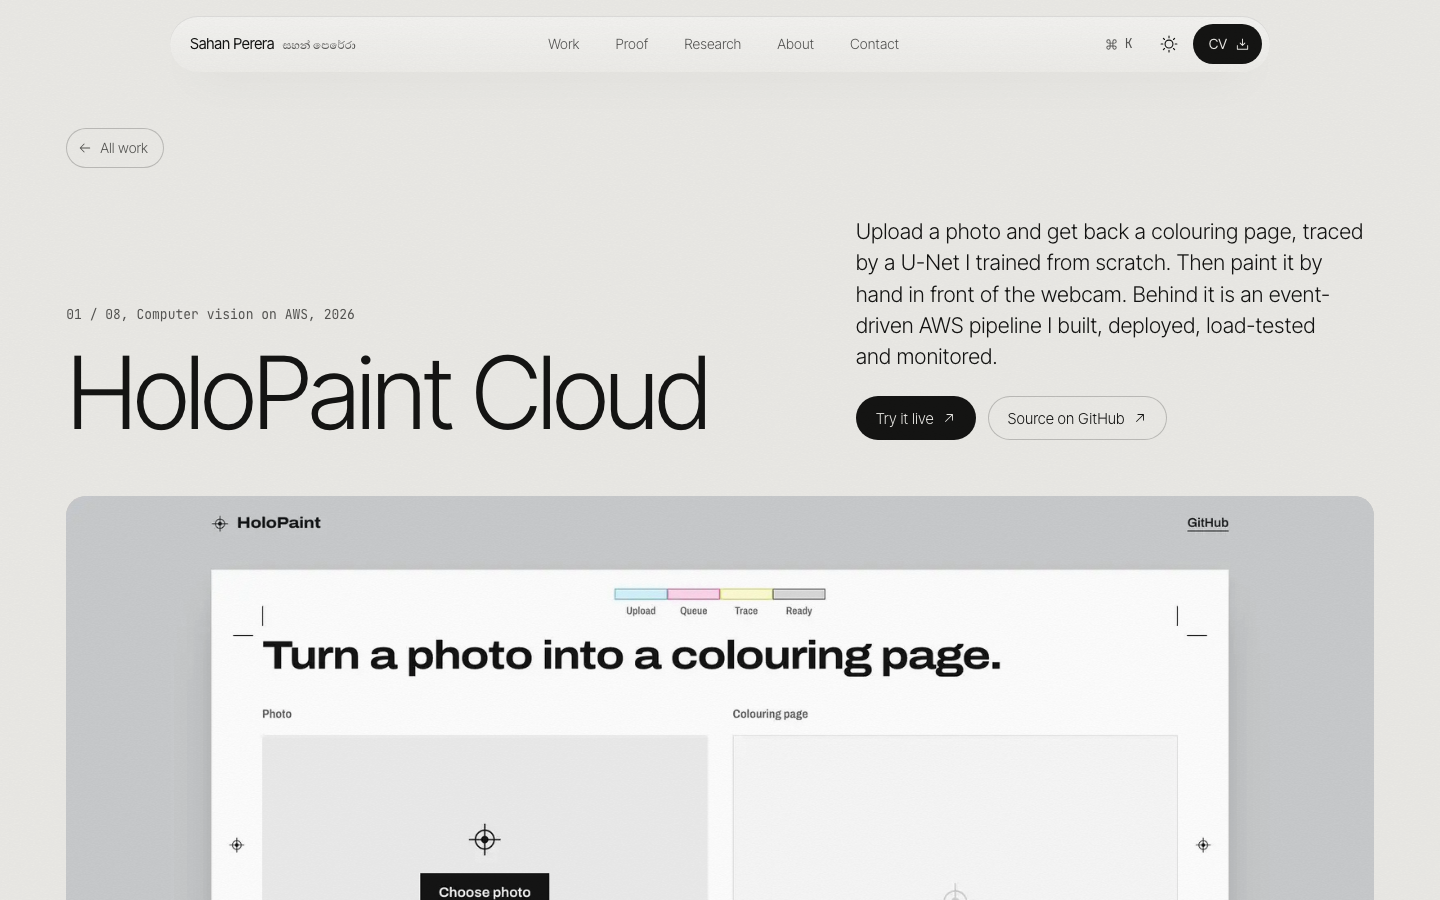 Sahan Perera සහන් පෙරේරා
Work
Proof
Research
About
Contact
⌘ K
CV
← All work
Upload a photo and get back a colouring page, traced
by a U-Net I trained from scratch. Then paint it by
hand in front of the webcam. Behind it is an event-
driven AWS pipeline I built, deployed, load-tested
and monitored.
01 / 08, Computer vision on AWS, 2026
HoloPaint Cloud
Try it live ↗
Source on GitHub ↗
HoloPaint
GitHub
Upload
Queue
Trace
Ready
Turn a photo into a colouring page.
Photo
Colouring page
Choose photo